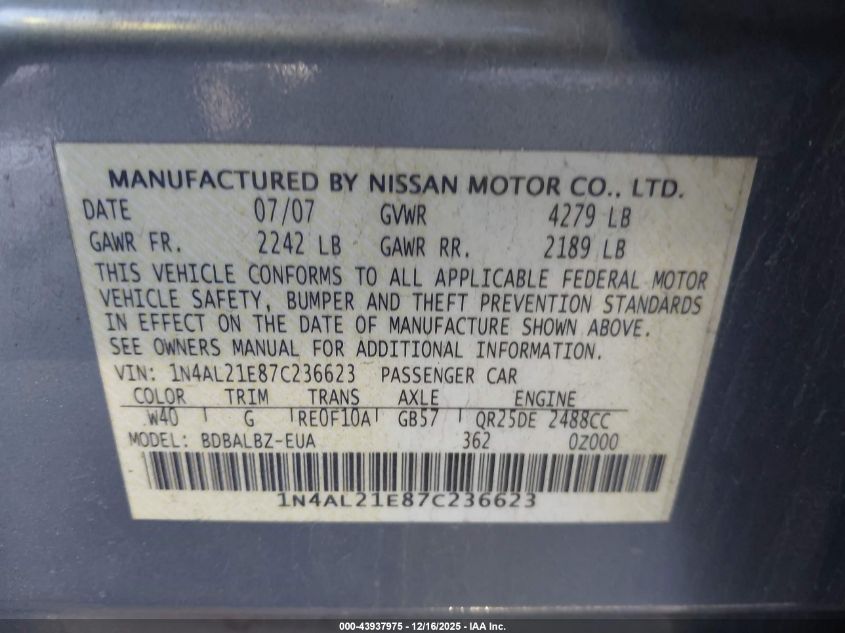 MANUFACTURED BY NISSAN MOTOR CO., LTD.
DATE 07/07 GVWR 4279 LB
GAWR FR. 2242 LB GAWR RR. 2189 LB
THIS VEHICLE CONFORMS TO ALL APPLICABLE FEDERAL MOTOR
VEHICLE SAFETY, BUMPER AND THEFT PREVENTION STANDARDS
IN EFFECT ON THE DATE OF MANUFACTURE SHOWN ABOVE.
SEE OWNERS MANUAL FOR ADDITIONAL INFORMATION.
VIN: 1N4AL21E87C236623 PASSENGER CAR
COLOR TRIM TRANS AXLE ENGINE
W40 G RE0F10A GB57 QR25DE 2488CC
MODEL: BDBALBZ-EUA 362 0Z000
1N4AL21E87C236623
000-43937975 - 12/16/2025 - IAA Inc.